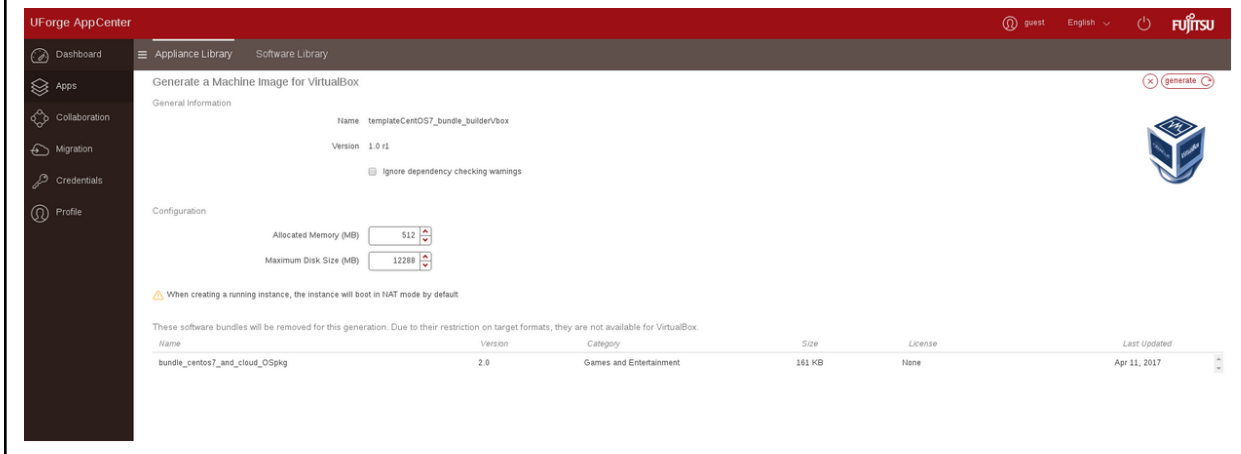 UForge AppCenter guest English FUJITSU
Dashboard
Apps
Collaboration
Migration
Credentials
Profile
Appliance Library Software Library
Generate a Machine Image for VirtualBox generate
General Information
Name templateCentOS7_bundle_builderVbox
Version 1.0 r1
Ignore dependency checking warnings
VirtualBox
Configuration
Allocated Memory (MB) 512
Maximum Disk Size (MB) 12288
When creating a running instance, the instance will boot in NAT mode by default
These software bundles will be removed for this generation. Due to their restriction on target formats, they are not available for VirtualBox.
Name Version Category Size License Last Updated
bundle_centos7_and_cloud_OSpkg 2.0 Games and Entertainment 161 KB None Apr 11, 2017